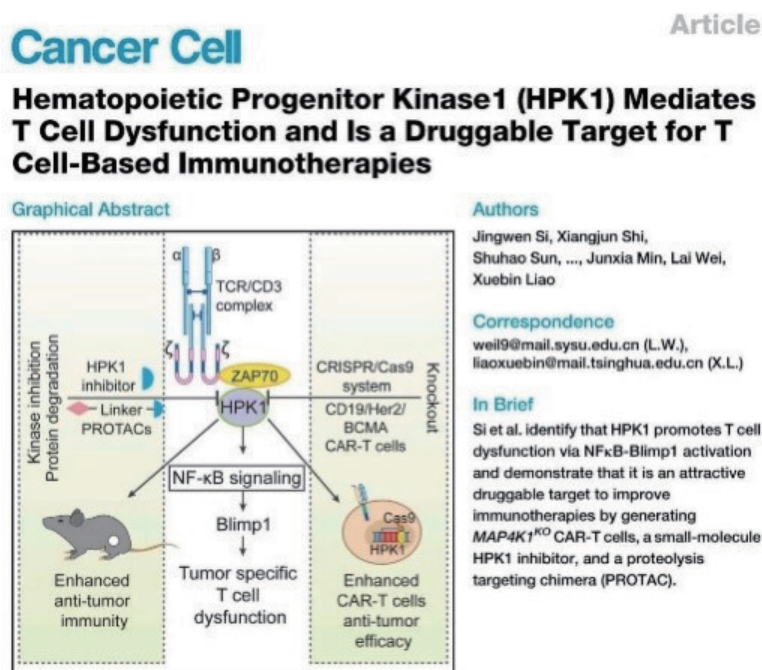 Article
Cancer Cell
Hematopoietic Progenitor Kinase1 (HPK1) Mediates
T Cell Dysfunction and Is a Druggable Target for T
Cell-Based Immunotherapies
Graphical Abstract
α β
TCR/CD3
complex
ζ ζ
ZAP70
HPK1
Kinase inhibition
Protein degradation
HPK1
inhibitor
Linker
PROTACs
CRISPR/Cas9
system
CD19/Her2/
BCMA
CAR-T cells
Knockout
NF-κB signaling
Blimp1
Tumor specific
T cell
dysfunction
Enhanced
anti-tumor
immunity
Cas9
HPK1
Enhanced
CAR-T cells
anti-tumor
efficacy
Authors
Jingwen Si, Xiangjun Shi,
Shuhao Sun, ..., Junxia Min, Lai Wei,
Xuebin Liao
Correspondence
weil9@mail.sysu.edu.cn (L.W.),
liaoxuebin@mail.tsinghua.edu.cn (X.L.)
In Brief
Si et al. identify that HPK1 promotes T cell
dysfunction via NFκB-Blimp1 activation
and demonstrate that it is an attractive
druggable target to improve
immunotherapies by generating
MAP4K1KO CAR-T cells, a small-molecule
HPK1 inhibitor, and a proteolysis
targeting chimera (PROTAC).